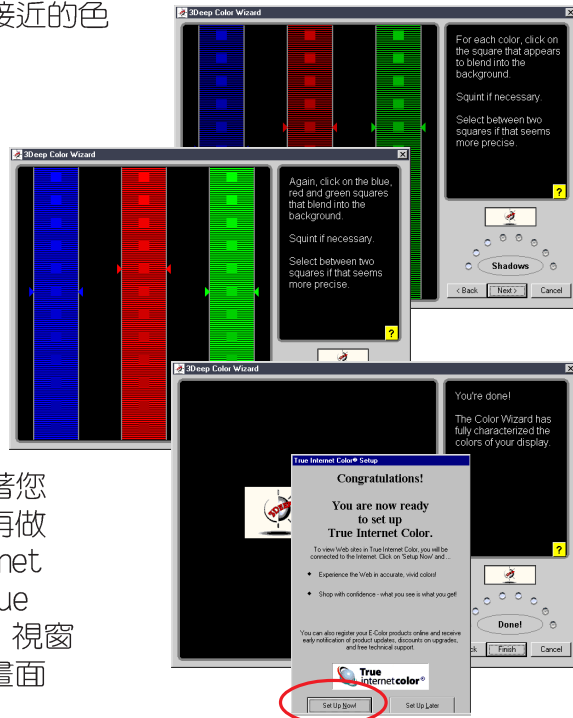 接近的色
3Deep Color Wizard
For each color, click on
the square that appears
to blend into the
background.
Squint if necessary.
Select between two
squares if that seems
more precise.
?
Shadows
< Back
Next >
Cancel
3Deep Color Wizard
Again, click on the blue,
red and green squares
that blend into the
background.
Squint if necessary.
Select between two
squares if that seems
more precise.
?
3Deep Color Wizard
You're done!
The Color Wizard has
fully characterized the
colors of your display.
?
Done!
Finish
Cancel
True Internet Color® Setup
Congratulations!
You are now ready
to set up
True Internet Color.
To view Web sites in True Internet Color, you will be
connected to the Internet. Click on 'Setup Now' and ...
Experience the Web in accurate, vivid colors!
Shop with confidence - what you see is what you get!
You can also register your E-Color products online and receive
early notification of product updates, discounts on upgrades,
and free technical support.
True
internetcolor®
Set Up Now!
Set Up Later
著您
再做
rnet
ue
視窗
畫面